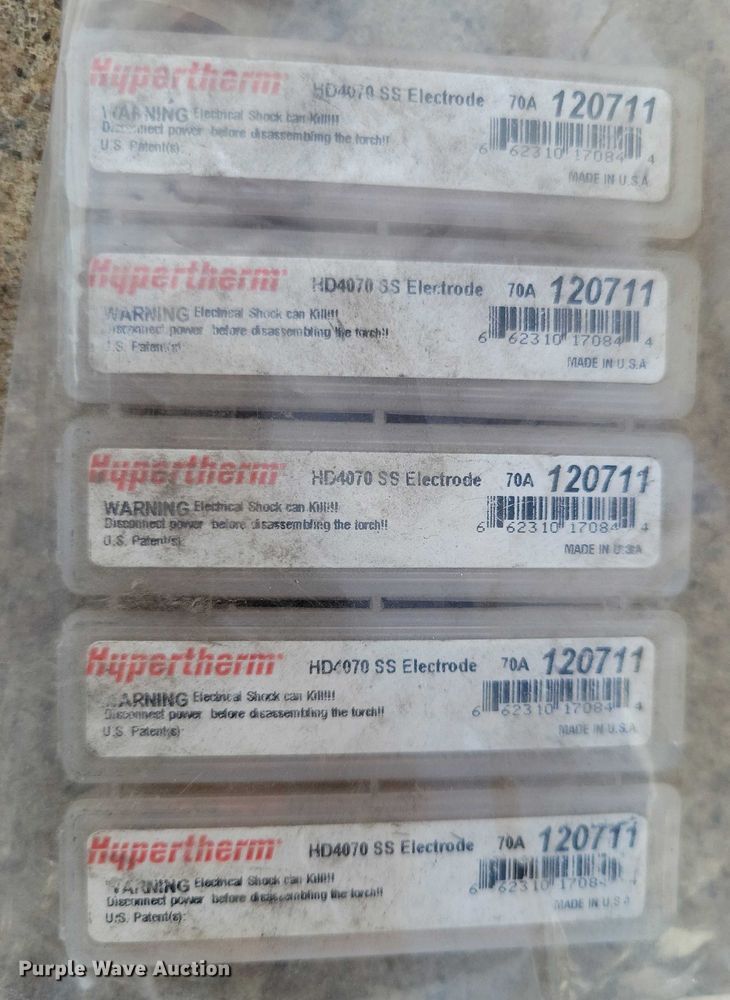 Hypertherm HD4070 SS Electrode 70A 120711
WARNING Electrical Shock can Kill!!!
Disconnect power before disassembling the torch!!
U.S. Patent(s):
6 62310 17084 4
MADE IN U.S.A
Hypertherm HD4070 SS Electrode 70A 120711
WARNING Electrical Shock can Kill!!!
Disconnect power before disassembling the torch!!
U.S. Patent(s):
6 62310 17084 4
MADE IN U.S.A
Hypertherm HD4070 SS Electrode 70A 120711
WARNING Electrical Shock can Kill!!!
Disconnect power before disassembling the torch!!
U.S. Patent(s):
6 62310 17084 4
MADE IN U.S.A
Hypertherm HD4070 SS Electrode 70A 120711
WARNING Electrical Shock can Kill!!!
Disconnect power before disassembling the torch!!
U.S. Patent(s):
6 62310 17084 4
MADE IN U.S.A.
Hypertherm HD4070 SS Electrode 70A 120711
WARNING Electrical Shock can Kill!!!
Disconnect power before disassembling the torch!!
U.S. Patent(s):
6 62310 1708 4
MADE IN U.S.A
Purple Wave Auction